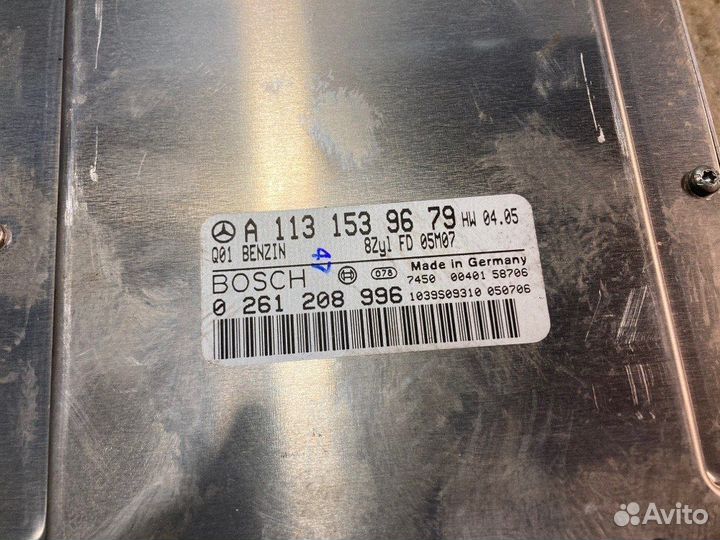 A 113 153 96 79 HW 04.05
Q01 BENZIN 8Zyl FD 05M07
4D
BOSCH 078 Made in Germany
7450 00401 58706
0 261 208 996 1039S09310 050706
Avito